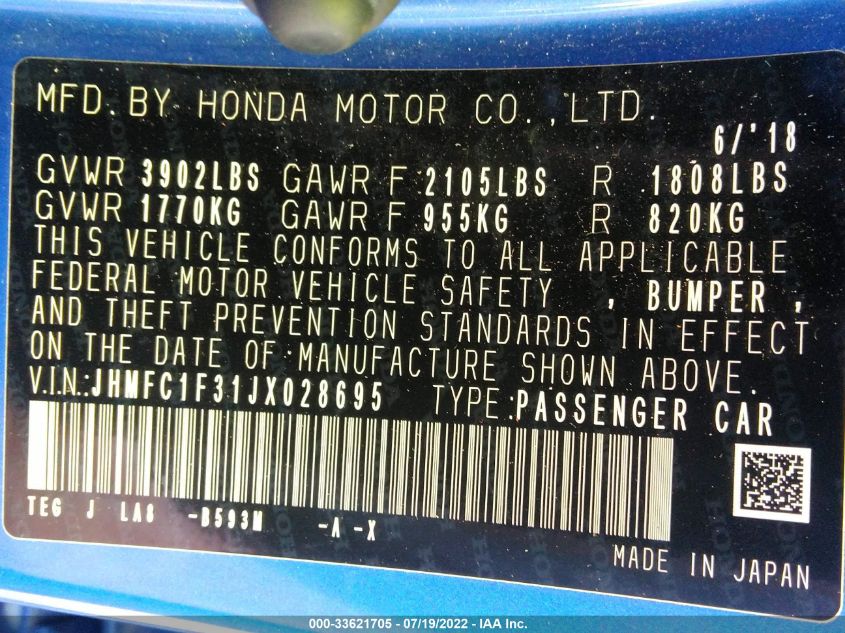 MFD. BY HONDA MOTOR CO., LTD.
6/'18
GVWR 3902LBS GAWR F 2105LBS R 1808LBS
GVWR 1770KG GAWR F 955KG R 820KG
THIS VEHICLE CONFORMS TO ALL APPLICABLE
FEDERAL MOTOR VEHICLE SAFETY , BUMPER ,
AND THEFT PREVENTION STANDARDS IN EFFECT
ON THE DATE OF MANUFACTURE SHOWN ABOVE.
V.I.N.: JHMFC1F31JX028695 TYPE: PASSENGER CAR
TEG J LA8 -B593M -A -X
MADE IN JAPAN
000-33621705 - 07/19/2022 - IAA Inc.